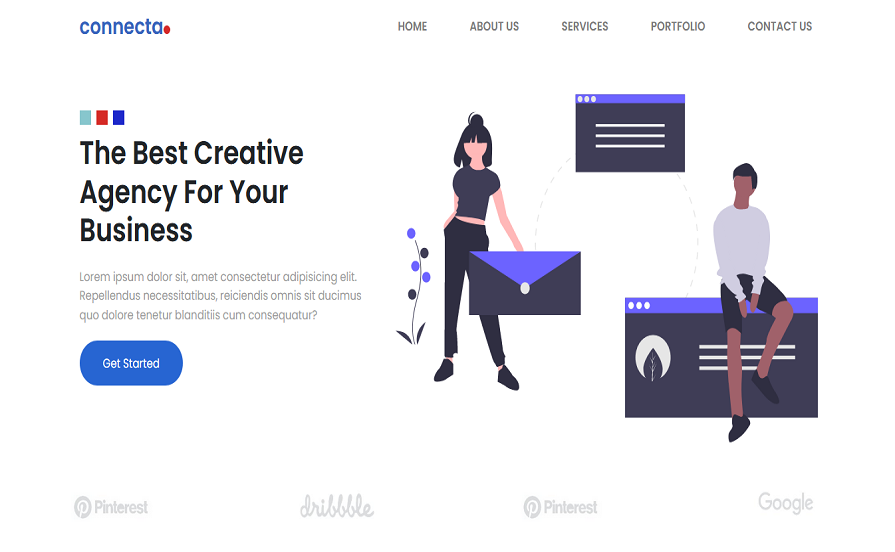 connecta.
HOME ABOUT US SERVICES PORTFOLIO CONTACT US
The Best Creative
Agency For Your
Business
Lorem ipsum dolor sit, amet consectetur adipisicing elit.
Repellendus necessitatibus, reiciendis omnis sit ducimus
quo dolore tenetur blanditiis cum consequatur?
Get Started
Pinterest dribbble Pinterest Google